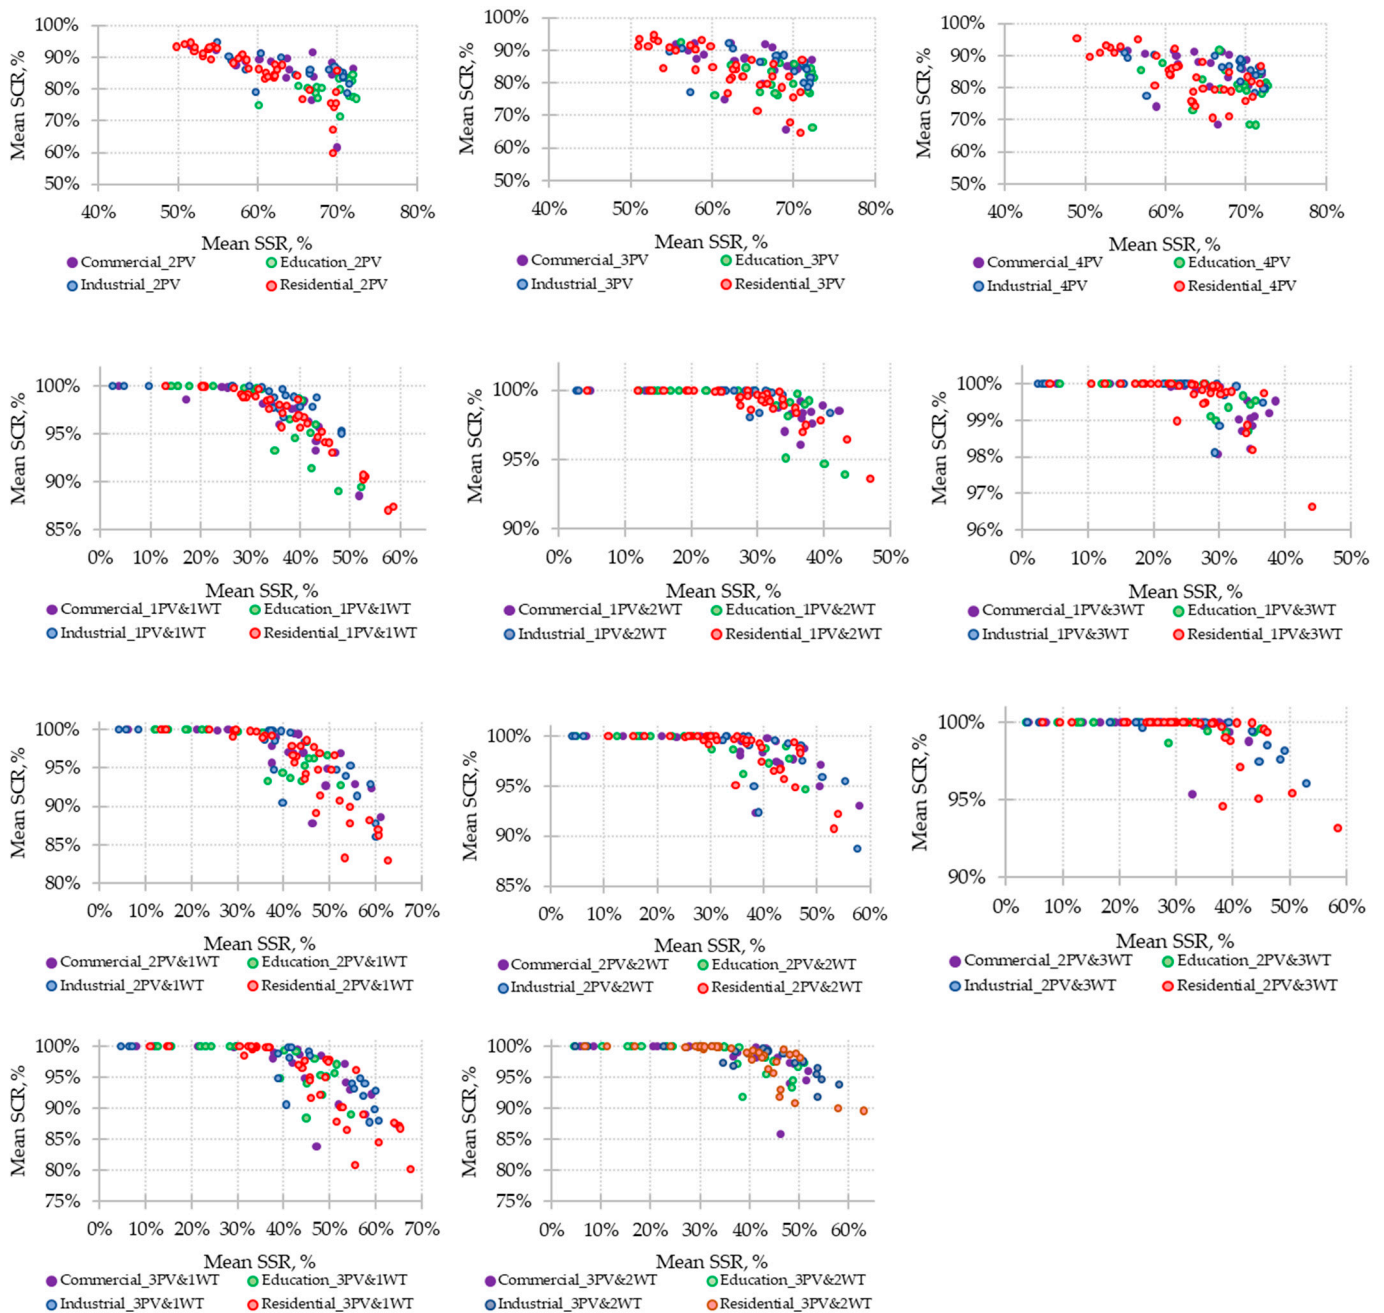 100%
90%
80%
70%
60%
50%
Mean SCR, %
40% 50% 60% 70% 80%
Mean SSR, %
Commercial_2PV Education_2PV
Industrial_2PV Residential_2PV
100%
90%
80%
70%
60%
50%
Mean SCR, %
40% 50% 60% 70% 80%
Mean SSR, %
Commercial_3PV Education_3PV
Industrial_3PV Residential_3PV
100%
90%
80%
70%
60%
50%
Mean SCR, %
40% 50% 60% 70% 80%
Mean SSR, %
Commercial_4PV Education_4PV
Industrial_4PV Residential_4PV
100%
95%
90%
85%
Mean SCR, %
0% 10% 20% 30% 40% 50% 60%
Mean SSR, %
Commercial_1PV&1WT Education_1PV&1WT
Industrial_1PV&1WT Residential_1PV&1WT
100%
95%
90%
Mean SCR, %
0% 10% 20% 30% 40% 50%
Mean SSR, %
Commercial_1PV&2WT Education_1PV&2WT
Industrial_1PV&2WT Residential_1PV&2WT
100%
99%
98%
97%
96%
Mean SCR, %
0% 10% 20% 30% 40% 50%
Mean SSR, %
Commercial_1PV&3WT Education_1PV&3WT
Industrial_1PV&3WT Residential_1PV&3WT
100%
95%
90%
85%
80%
Mean SCR, %
0% 10% 20% 30% 40% 50% 60% 70%
Mean SSR, %
Commercial_2PV&1WT Education_2PV&1WT
Industrial_2PV&1WT Residential_2PV&1WT
100%
95%
90%
85%
Mean SCR, %
0% 10% 20% 30% 40% 50% 60%
Mean SSR, %
Commercial_2PV&2WT Education_2PV&2WT
Industrial_2PV&2WT Residential_2PV&2WT
100%
95%
90%
Mean SCR, %
0% 10% 20% 30% 40% 50% 60%
Mean SSR, %
Commercial_2PV&3WT Education_2PV&3WT
Industrial_2PV&3WT Residential_2PV&3WT
100%
95%
90%
85%
80%
75%
Mean SCR, %
0% 10% 20% 30% 40% 50% 60% 70%
Mean SSR, %
Commercial_3PV&1WT Education_3PV&1WT
Industrial_3PV&1WT Residential_3PV&1WT
100%
95%
90%
85%
80%
75%
Mean SCR, %
0% 10% 20% 30% 40% 50% 60%
Mean SSR, %
Commercial_3PV&2WT Education_3PV&2WT
Industrial_3PV&2WT Residential_3PV&2WT